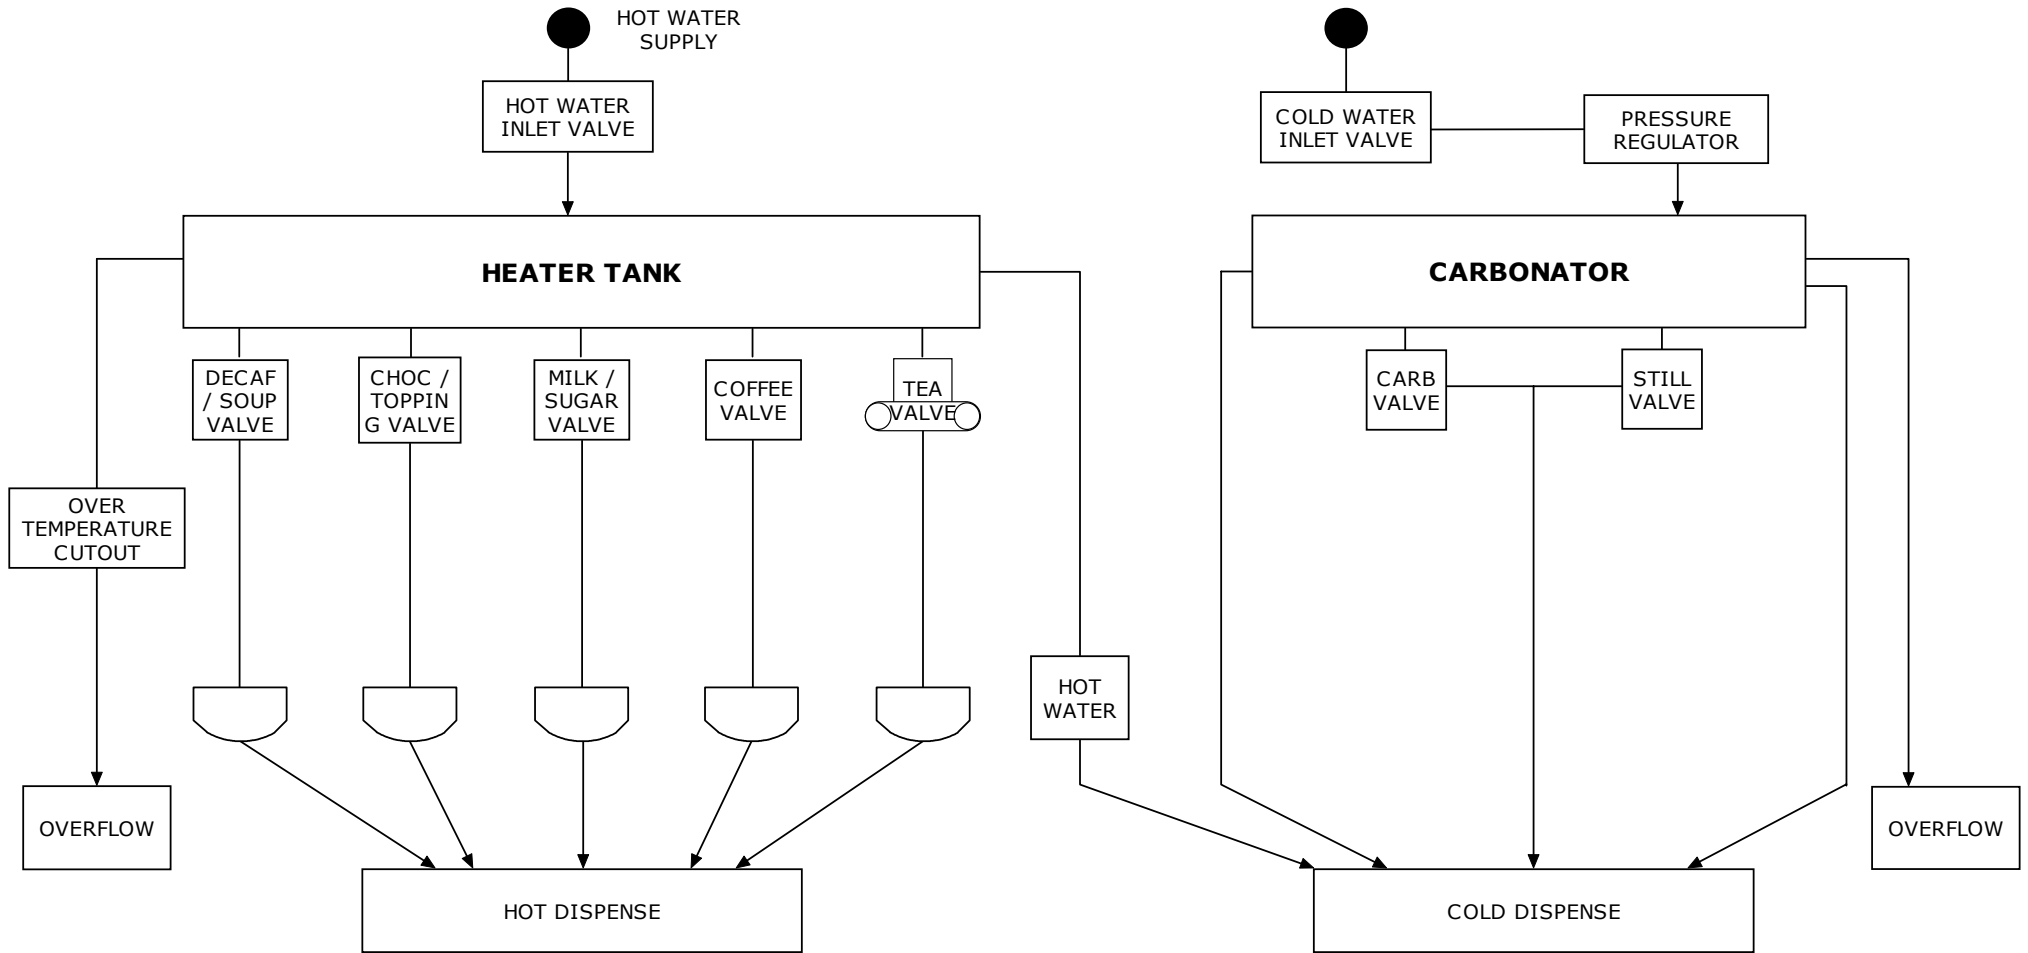 HOT WATER
SUPPLY
HOT WATER
INLET VALVE
COLD WATER
INLET VALVE
PRESSURE
REGULATOR
HEATER TANK
CARBONATOR
DECAF
/ SOUP
VALVE
CHOC /
TOPPIN
G VALVE
MILK /
SUGAR
VALVE
COFFEE
VALVE
TEA
VALVE
CARB
VALVE
STILL
VALVE
OVER
TEMPERATURE
CUTOUT
HOT
WATER
OVERFLOW
OVERFLOW
HOT DISPENSE
COLD DISPENSE